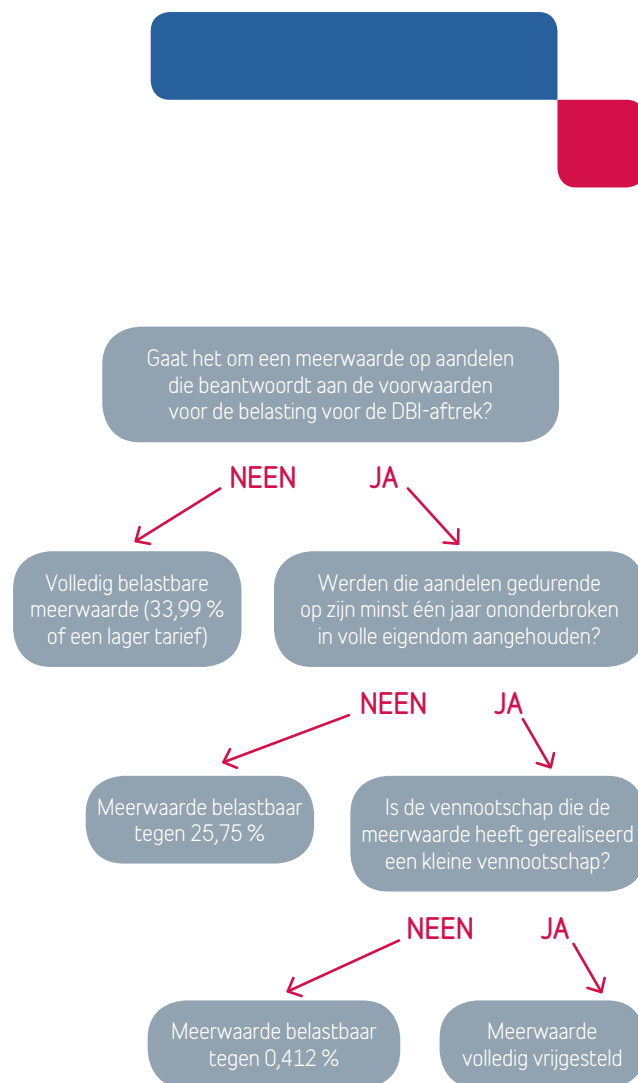 Gaat het om een meerwaarde op aandelen
die beantwoordt aan de voorwaarden
voor de belasting voor de DBI-aftrek?
NEEN
JA
Volledig belastbare
meerwaarde (33,99 %
of een lager tarief)
Werden die aandelen gedurende
op zijn minst één jaar ononderbroken
in volle eigendom aangehouden?
NEEN
JA
Meerwaarde belastbaar
tegen 25,75 %
Is de vennootschap die de
meerwaarde heeft gerealiseerd
een kleine vennootschap?
NEEN
JA
Meerwaarde belastbaar
tegen 0,412 %
Meerwaarde
volledig vrijgesteld